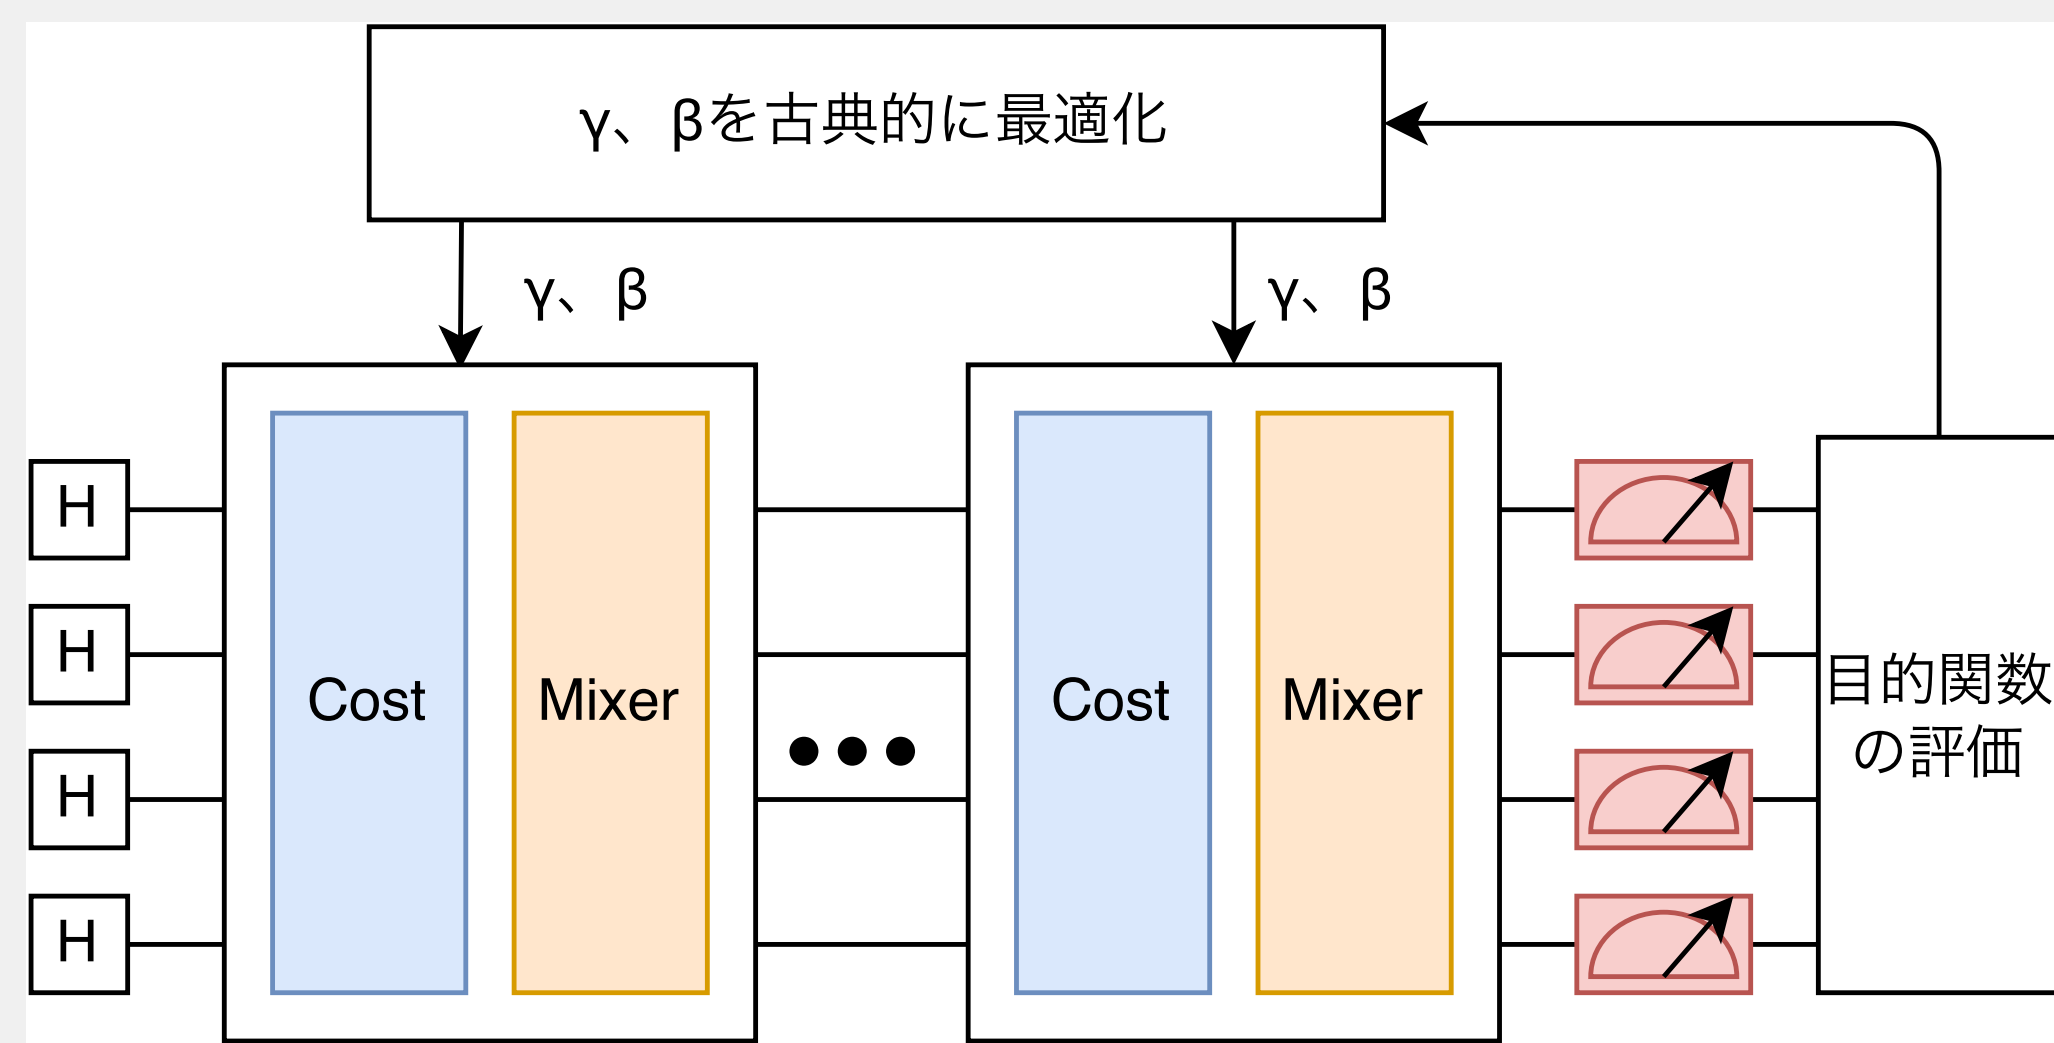 γ、βを古典的に最適化
γ、β
γ、β
H
H
H
H
Cost
Mixer
Cost
Mixer
目的関数
の評価